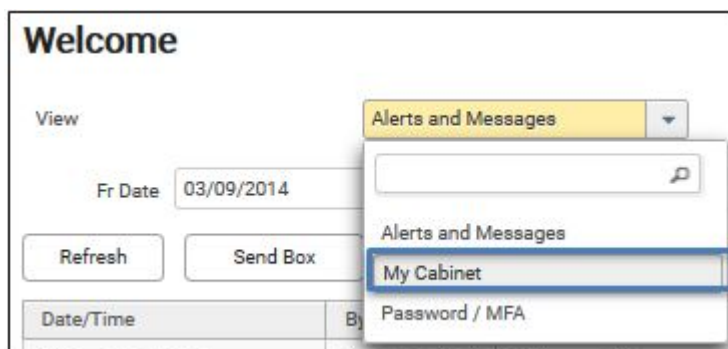 Welcome
View
Alerts and Messages
Fr Date 03/09/2014
Alerts and Messages
Refresh Send Box
My Cabinet
Password / MFA
Date/Time